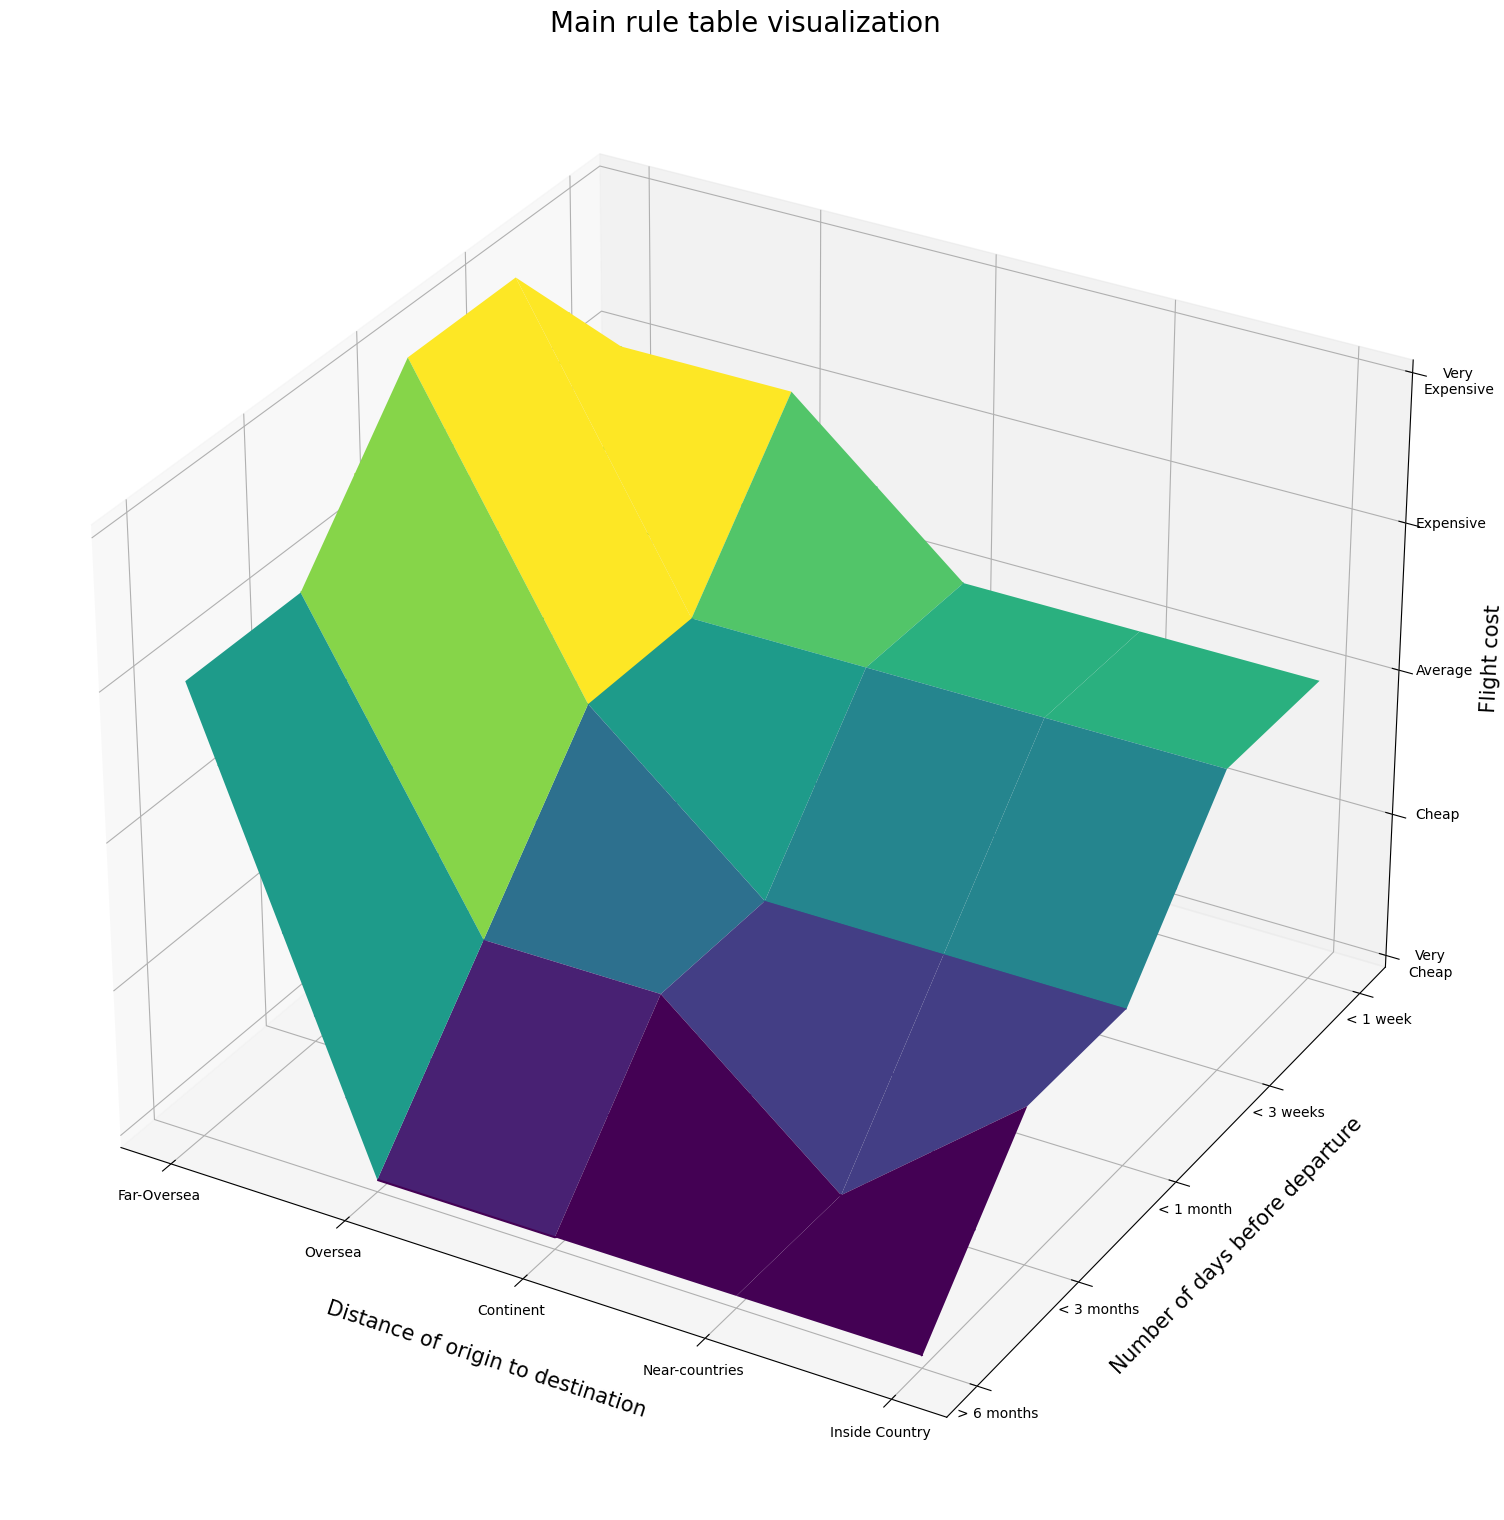 Main rule table visualization
Very
Expensive
Expensive
Average
Cheap
Very
Cheap
Flight cost
< 1 week
< 3 weeks
< 1 month
< 3 months
> 6 months
Number of days before departure
Far-Oversea
Oversea
Continent
Near-countries
Inside Country
Distance of origin to destination